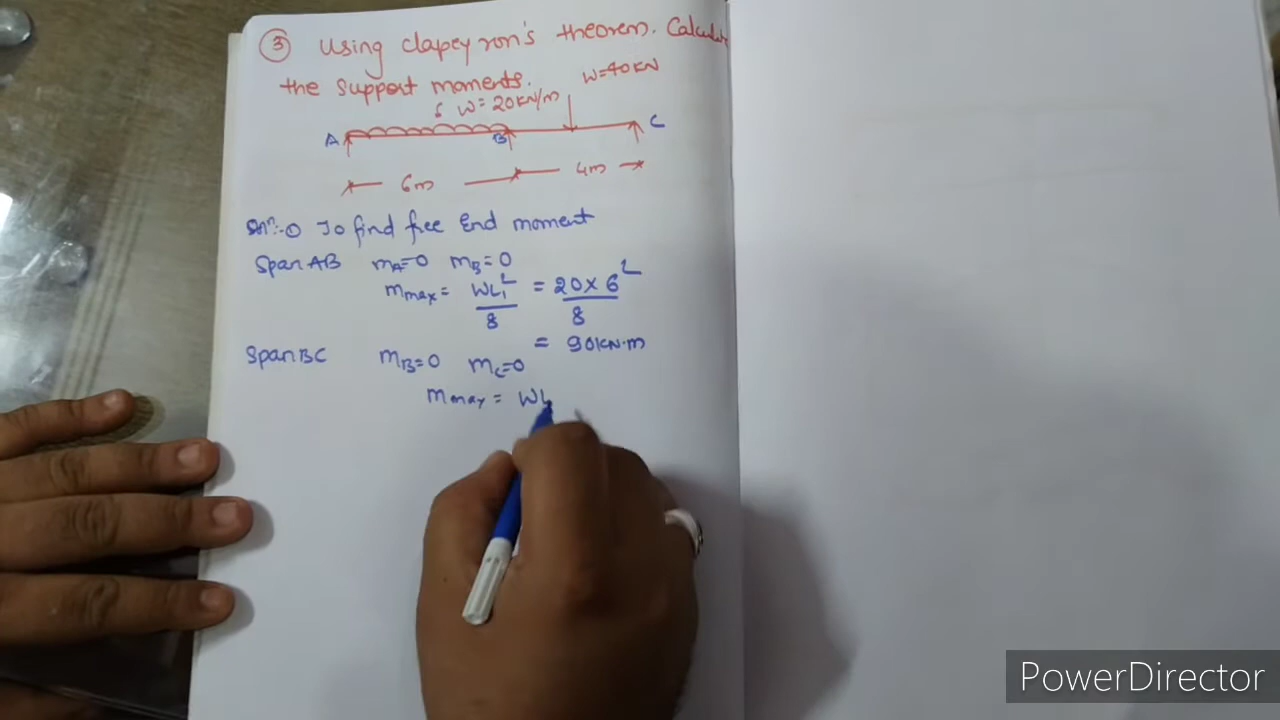 ③ Using clapeyron's theorem. Calculate
the support moments.
W=40KN
W=20KN/m
A B C
6m 4m
Soln:-① To find free End moment
Span AB mA=0 mB=0
Mmax = WL₁²/8 = 20×6²/8
= 90KN.m
Span BC mB=0 mC=0
Mmax = WL
PowerDirector